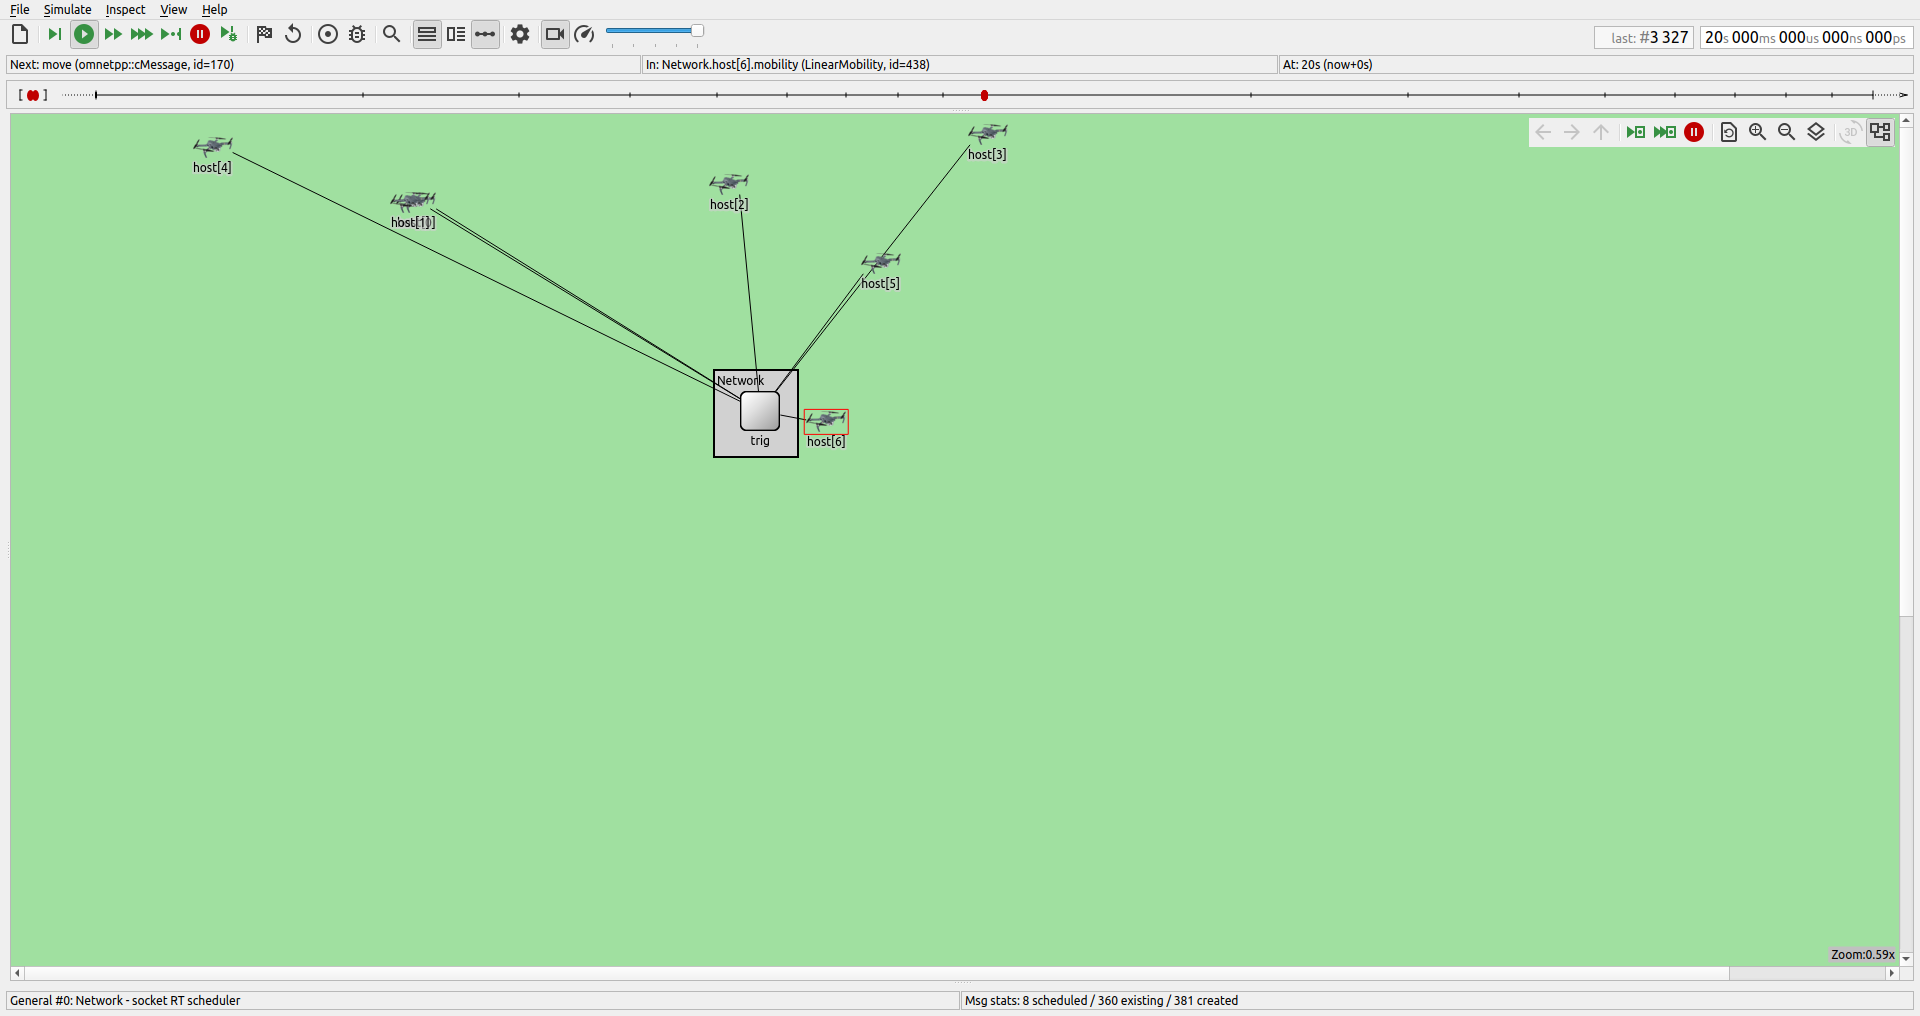 File Simulate Inspect View Help
last: #3 327
20s 000ms 000us 000ns 000ps
Next: move (omnetpp::cMessage, id=170)
In: Network.host[6].mobility (LinearMobility, id=438)
At: 20s (now+0s)
host[4]
host[1]
host[2]
host[3]
3D
host[5]
Network
trig
host[6]
Zoom:0.59x
General #0: Network - socket RT scheduler
Msg stats: 8 scheduled / 360 existing / 381 created